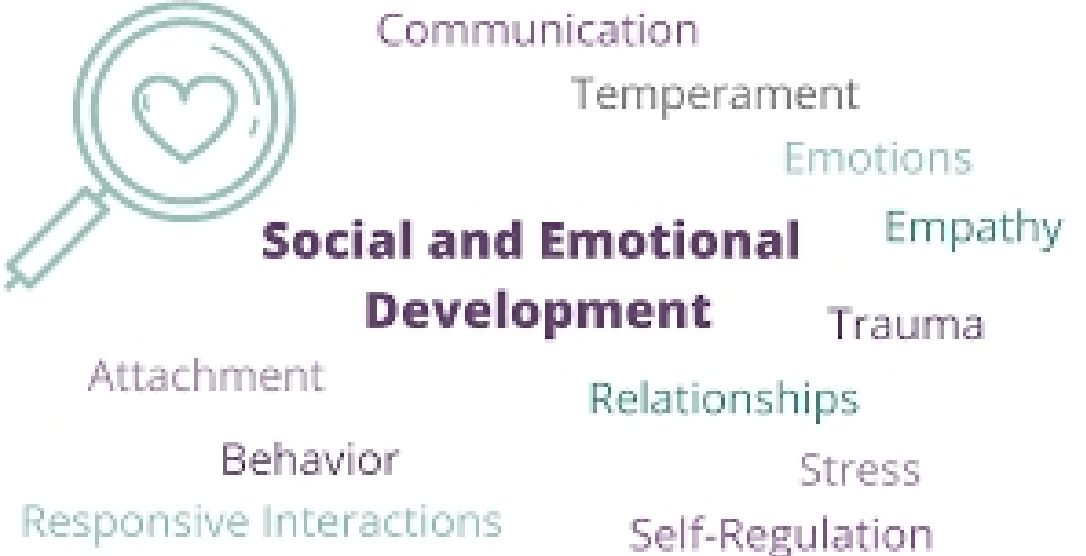 Communication
Temperament
Emotions
Empathy
Social and Emotional
Development
Trauma
Attachment
Relationships
Behavior
Stress
Responsive Interactions
Self-Regulation